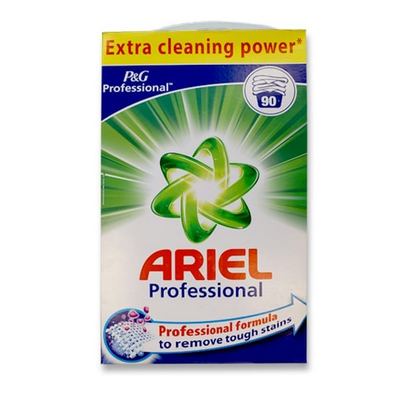 Extra cleaning power*
P&G
Professional™
90
ARIEL
Professional
Professional formula
to remove tough stains